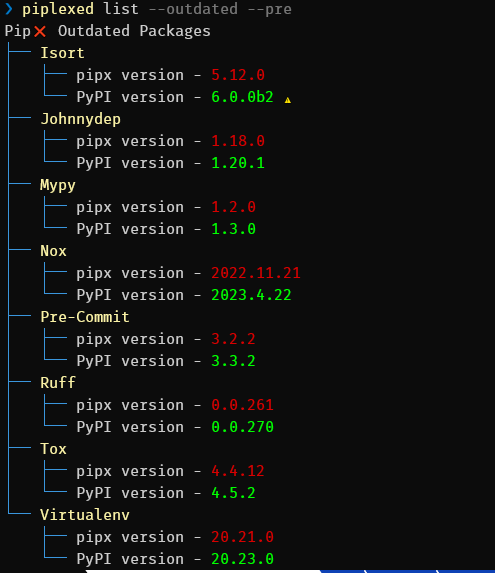 ❯ piplexed list --outdated --pre
Pip❌ Outdated Packages
├── Isort
│   ├── pipx version - 5.12.0
│   └── PyPI version - 6.0.0b2 ⚠
├── Johnnydep
│   ├── pipx version - 1.18.0
│   └── PyPI version - 1.20.1
├── Mypy
│   ├── pipx version - 1.2.0
│   └── PyPI version - 1.3.0
├── Nox
│   ├── pipx version - 2022.11.21
│   └── PyPI version - 2023.4.22
├── Pre-Commit
│   ├── pipx version - 3.2.2
│   └── PyPI version - 3.3.2
├── Ruff
│   ├── pipx version - 0.0.261
│   └── PyPI version - 0.0.270
├── Tox
│   ├── pipx version - 4.4.12
│   └── PyPI version - 4.5.2
└── Virtualenv
    ├── pipx version - 20.21.0
    └── PyPI version - 20.23.0